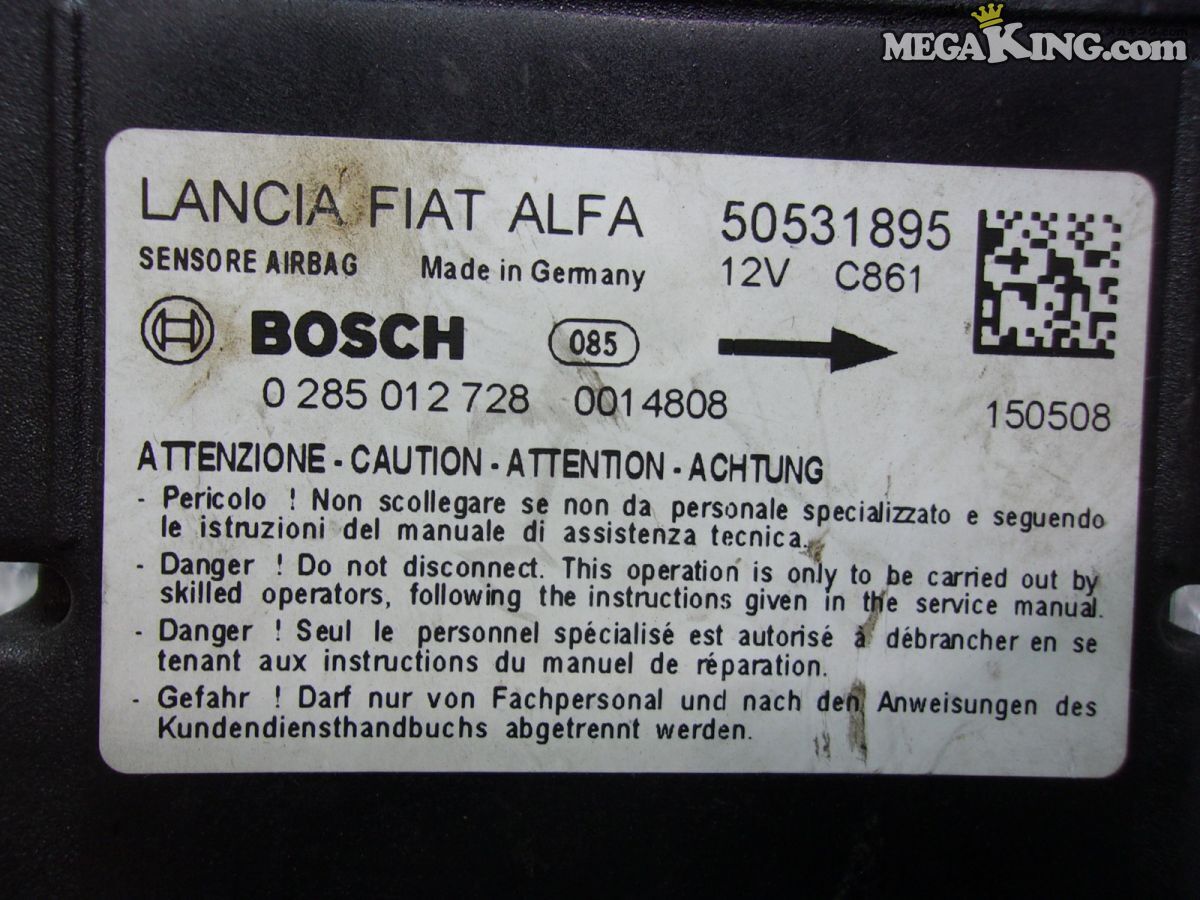 MEGAKING.com
LANCIA FIAT ALFA 50531895
SENSORE AIRBAG Made in Germany 12V C861
BOSCH 085
0 285 012 728 0014808 150508
ATTENZIONE - CAUTION - ATTENTION - ACHTUNG
- Pericolo ! Non scollegare se non da personale specializzato e seguendo
le istruzioni del manuale di assistenza tecnica.
- Danger ! Do not disconnect. This operation is only to be carried out by
skilled operators, following the instructions given in the service manual.
- Danger ! Seul le personnel spécialisé est autorisé à débrancher en se
tenant aux instructions du manuel de réparation.
- Gefahr ! Darf nur von Fachpersonal und nach den Anweisungen des
Kundendiensthandbuchs abgetrennt werden.